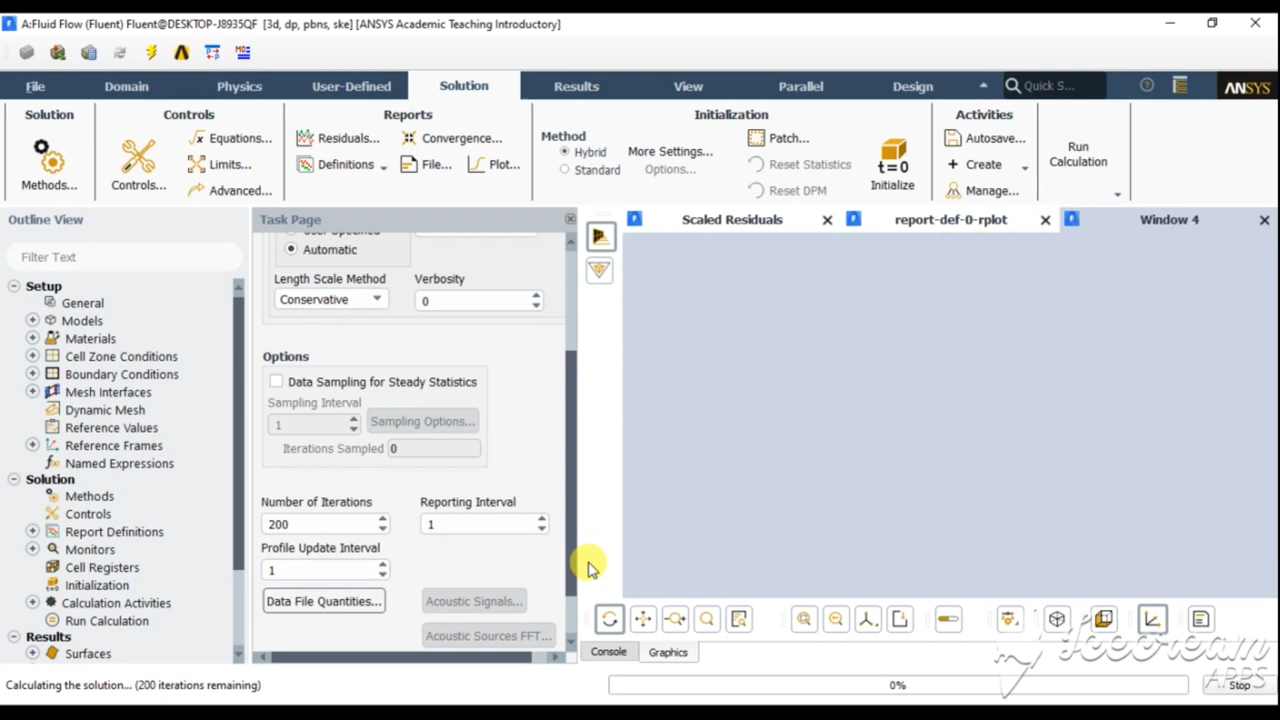 A:Fluid Flow (Fluent) Fluent@DESKTOP-J8935QF [3d, dp, pbns, ske] [ANSYS Academic Teaching Introductory]
File Domain Physics User-Defined Solution Results View Parallel Design Quick S... ANSYS
Solution Controls Reports Initialization Activities
Methods... Controls... Equations... Limits... Advanced...
Residuals... Convergence...
Definitions File... Plot...
Method
Hybrid
Standard
More Settings...
Options...
Patch...
Reset Statistics
Reset DPM
t=0
Initialize
Autosave...
Create
Manage...
Run
Calculation
Outline View
Filter Text
Setup
General
Models
Materials
Cell Zone Conditions
Boundary Conditions
Mesh Interfaces
Dynamic Mesh
Reference Values
Reference Frames
Named Expressions
Solution
Methods
Controls
Report Definitions
Monitors
Cell Registers
Initialization
Calculation Activities
Run Calculation
Results
Surfaces
Task Page
User Specified
Automatic
Length Scale Method Verbosity
Conservative 0
Options
Data Sampling for Steady Statistics
Sampling Interval
1 Sampling Options...
Iterations Sampled 0
Number of Iterations Reporting Interval
200 1
Profile Update Interval
1
Data File Quantities... Acoustic Signals...
Acoustic Sources FFT...
Scaled Residuals report-def-0-rplot Window 4
Console Graphics
Icecream
APPS
Calculating the solution... (200 iterations remaining) 0% Stop